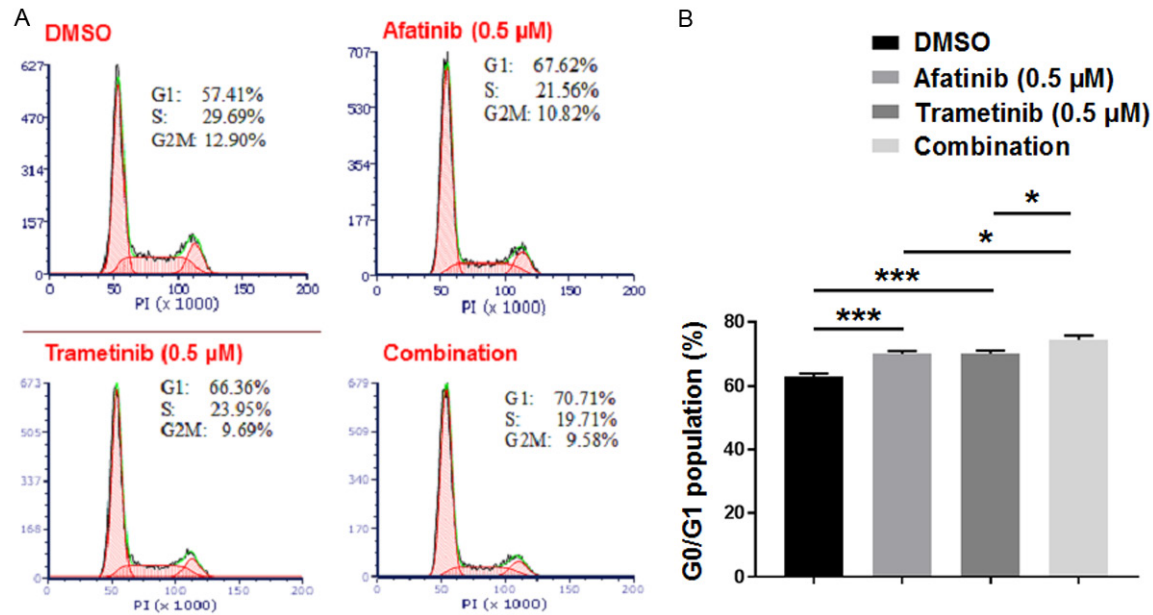 A
DMSO
627
470
314
157
0
G1: 57.41%
S: 29.69%
G2M: 12.90%
0 50 100 150 200
PI (x 1000)
Afatinib (0.5 µM)
707
530
354
177
0
G1: 67.62%
S: 21.56%
G2M: 10.82%
0 50 100 150 200
PI (x 1000)
Trametinib (0.5 µM)
673
505
337
168
0
G1: 66.36%
S: 23.95%
G2M: 9.69%
0 50 100 150 200
PI (x 1000)
Combination
679
509
340
170
0
G1: 70.71%
S: 19.71%
G2M: 9.58%
0 50 100 150 200
PI (x 1000)
B
DMSO
Afatinib (0.5 µM)
Trametinib (0.5 µM)
Combination
*
*
***
***
G0/G1 population (%)
80
60
40
20
0